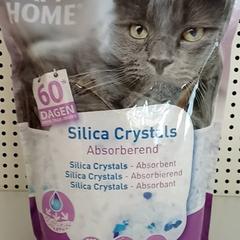 HOME
60
DAGEN
Silica Crystals
Absorberend
Silica Crystals - Absorbent
Silica Crystals - Absorbierend
Silica Crystals - Absorbant